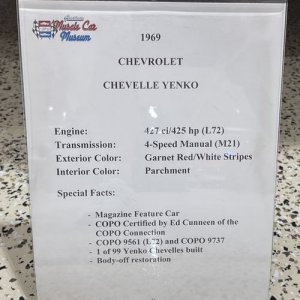 Muscle Car
Museum
1969
CHEVROLET
CHEVELLE YENKO
Engine: 427 ci/425 hp (L72)
Transmission: 4-Speed Manual (M21)
Exterior Color: Garnet Red/White Stripes
Interior Color: Parchment
Special Facts:
- Magazine Feature Car
- COPO Certified by Ed Cunneen of the
COPO Connection
- COPO 9561 (L72) and COPO 9737
- 1 of 99 Yenko Chevelles built
- Body-off restoration